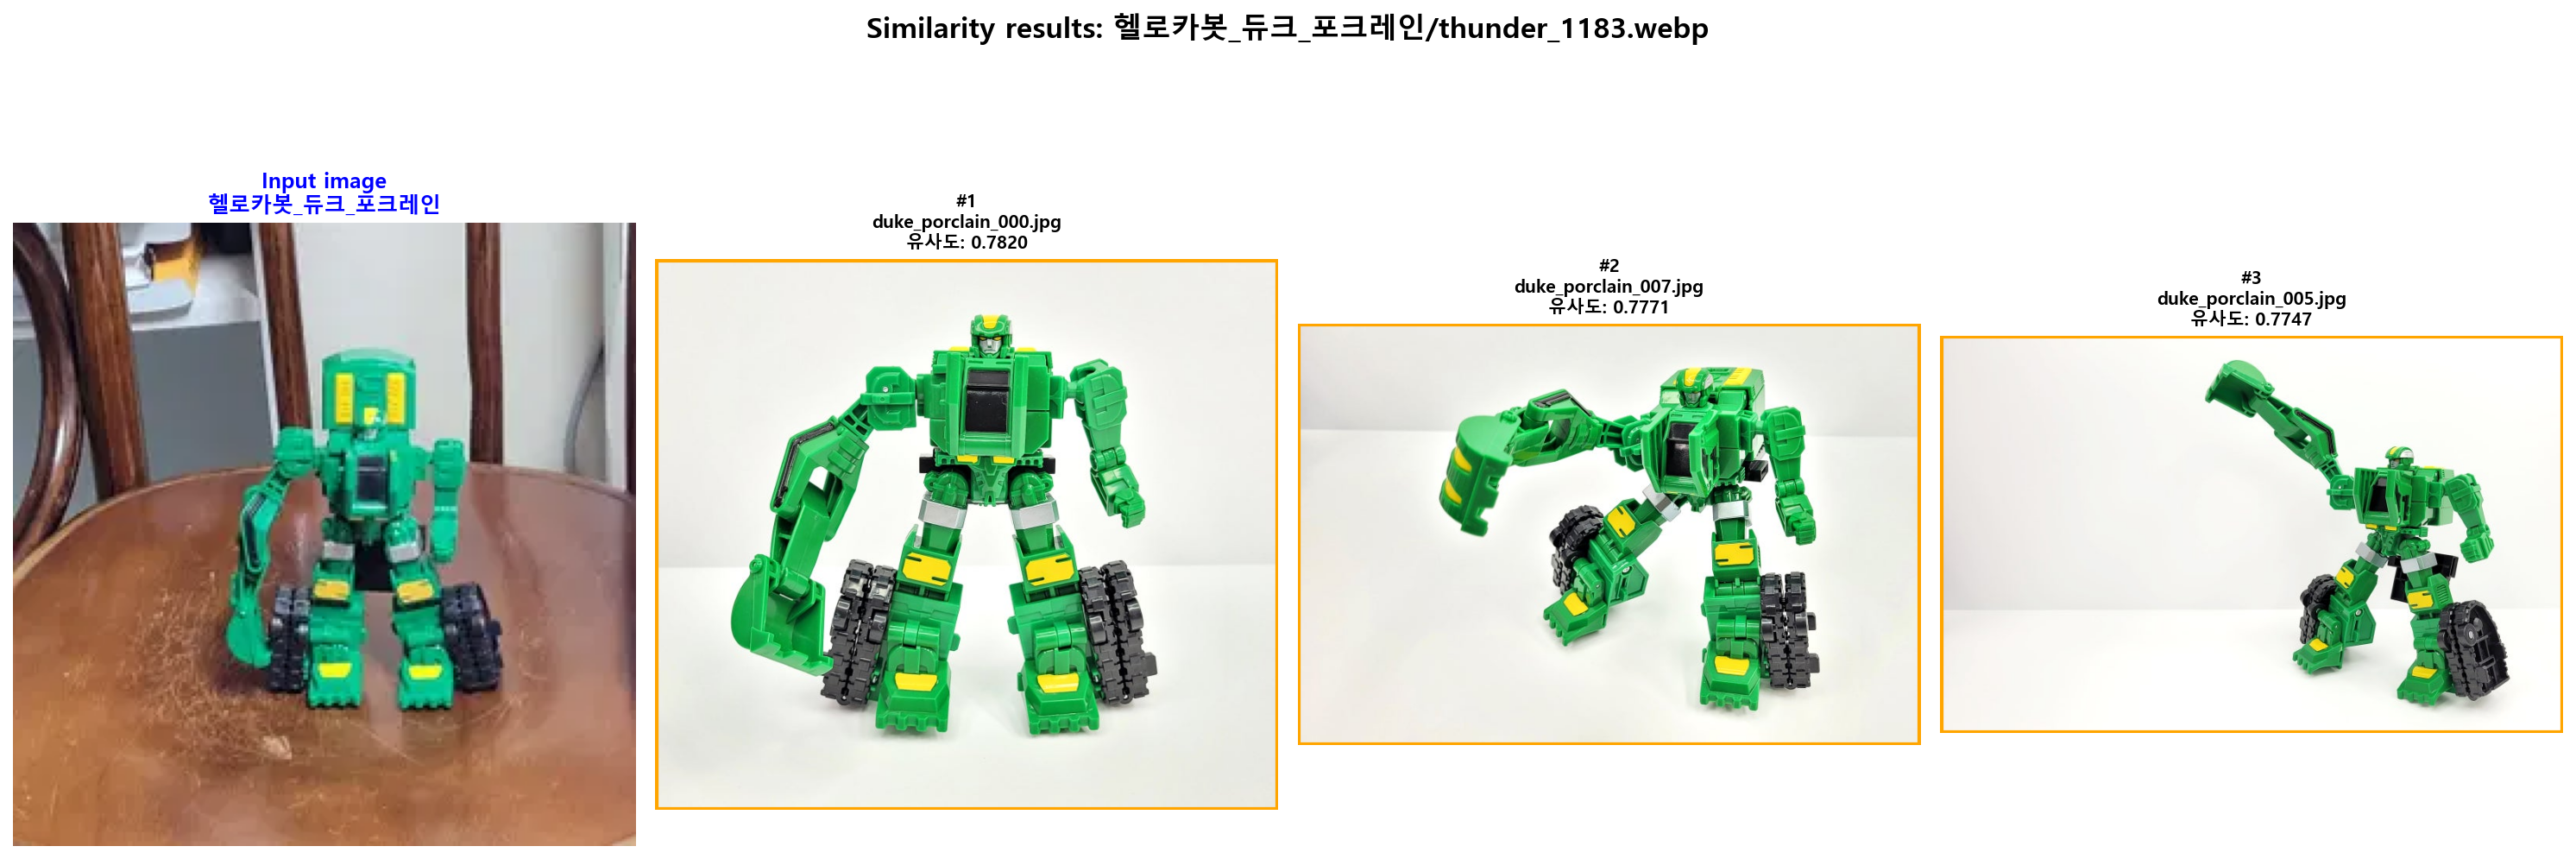 Similarity results: 헬로카봇_듀크_포크레인/thunder_1183.webp
Input image
헬로카봇_듀크_포크레인
#1
duke_porclain_000.jpg
유사도: 0.7820
#2
duke_porclain_007.jpg
유사도: 0.7771
#3
duke_porclain_005.jpg
유사도: 0.7747